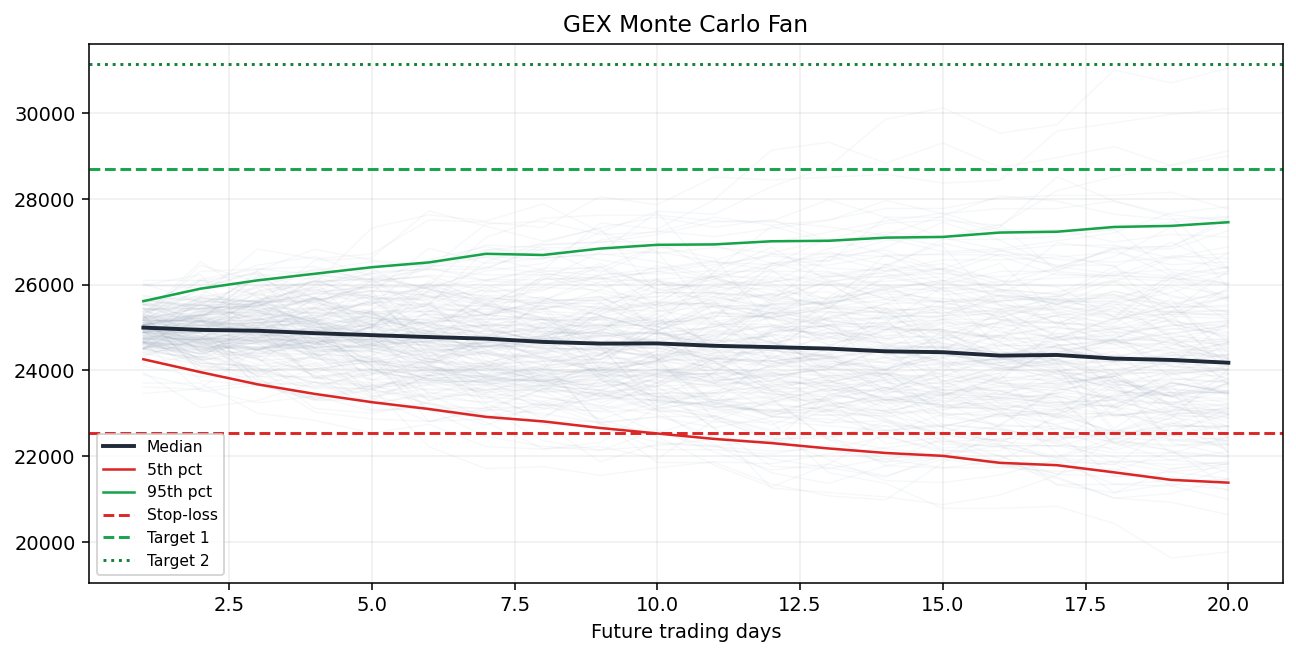 GEX Monte Carlo Fan
30000
28000
26000
24000
22000
20000
Median
5th pct
95th pct
Stop-loss
Target 1
Target 2
2.5 5.0 7.5 10.0 12.5 15.0 17.5 20.0
Future trading days